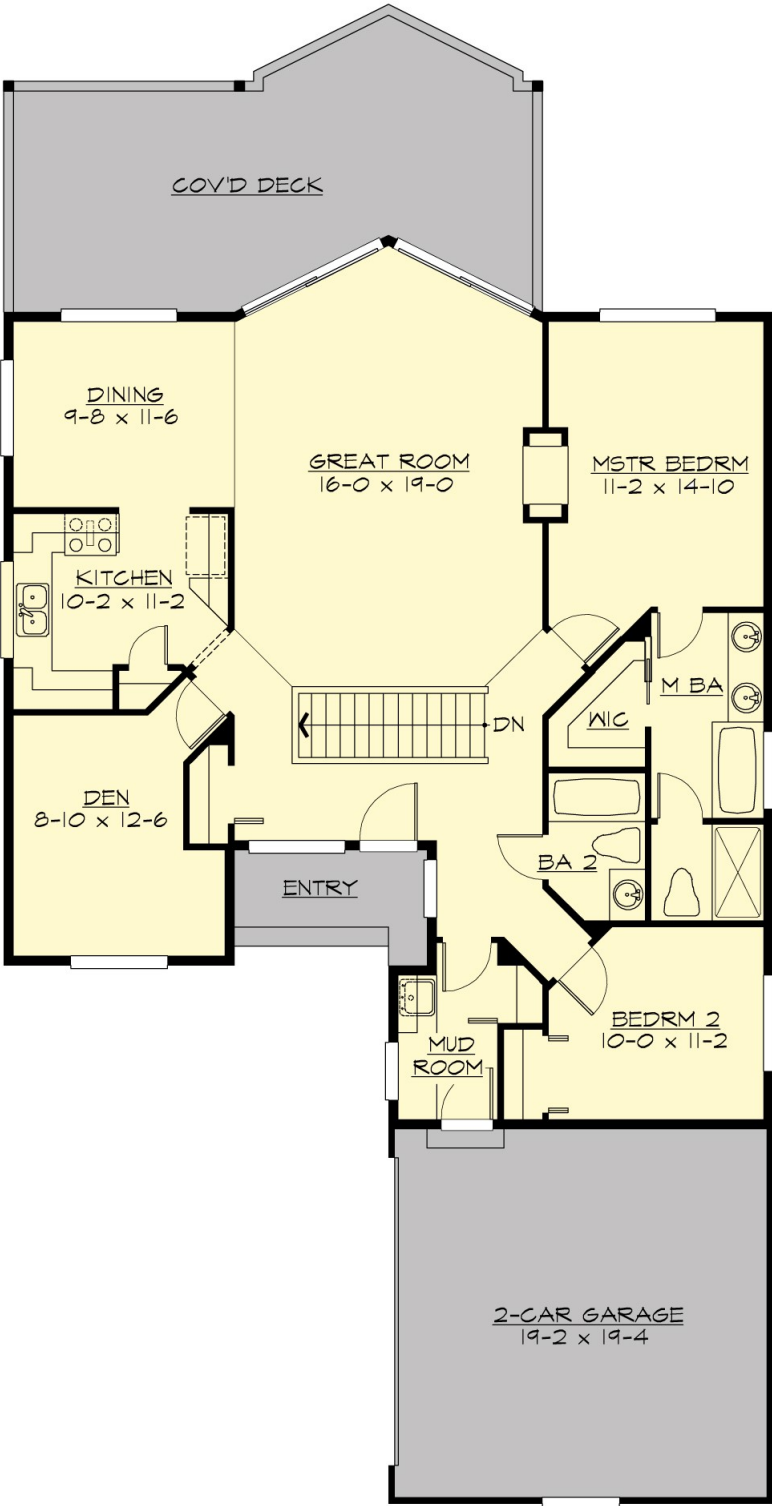 COV'D DECK
DINING
9-8 x 11-6
GREAT ROOM
16-0 x 19-0
MSTR BEDRM
11-2 x 14-10
KITCHEN
10-2 x 11-2
M BA
WIC
DN
DEN
8-10 x 12-6
BA 2
ENTRY
BEDRM 2
10-0 x 11-2
MUD
ROOM
2-CAR GARAGE
19-2 x 19-4